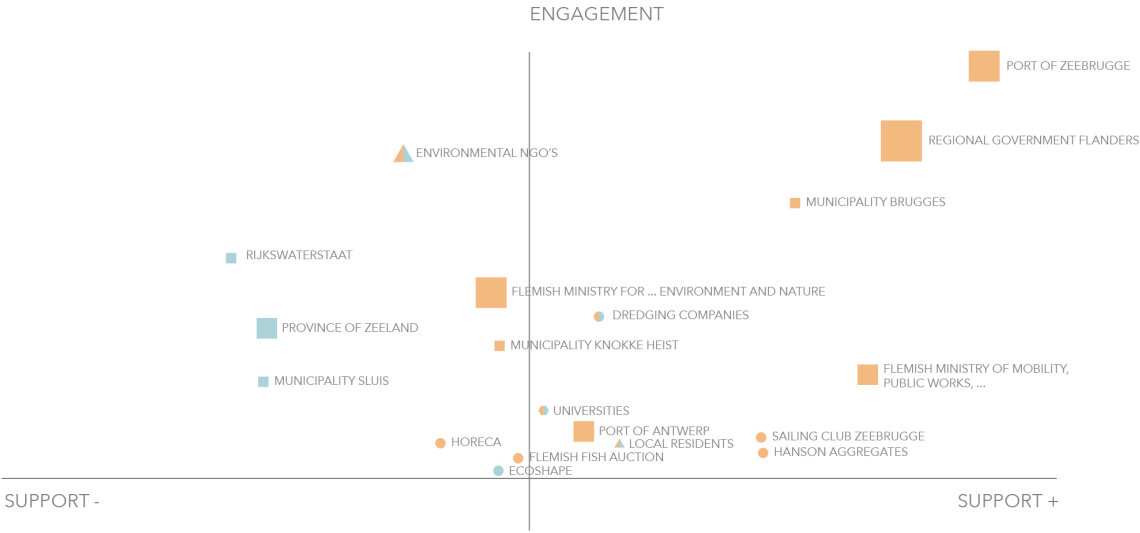 ENGAGEMENT
PORT OF ZEEBRUGGE
REGIONAL GOVERNMENT FLANDERS
ENVIRONMENTAL NGO'S
MUNICIPALITY BRUGGES
RIJKSWATERSTAAT
FLEMISH MINISTRY FOR ... ENVIRONMENT AND NATURE
DREDGING COMPANIES
PROVINCE OF ZEELAND
MUNICIPALITY KNOKKE HEIST
FLEMISH MINISTRY OF MOBILITY,
PUBLIC WORKS, ...
MUNICIPALITY SLUIS
UNIVERSITIES
PORT OF ANTWERP
SAILING CLUB ZEEBRUGGE
HORECA
LOCAL RESIDENTS
HANSON AGGREGATES
FLEMISH FISH AUCTION
ECOSHAPE
SUPPORT -
SUPPORT +